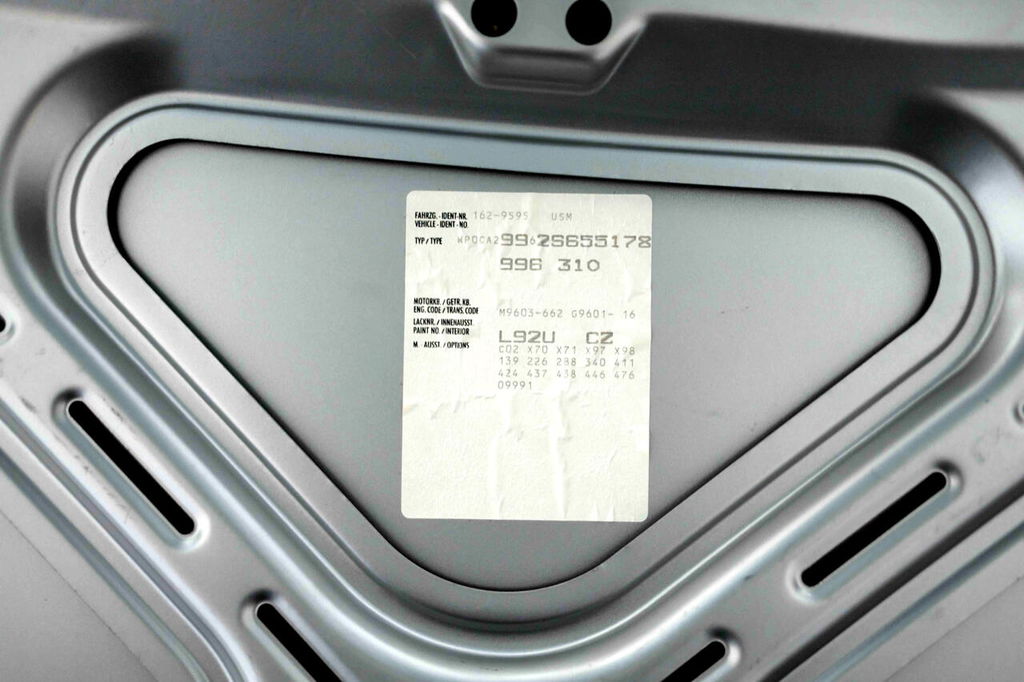 FAHRZG.-IDENT-NR. 162-9595 USM
VEHICLE-IDENT-NO.
TYP/TYPE WP0CA29962S655178
996 310
MOTORKB./GETR.KB.
ENG.CODE/TRANS.CODE M9603-662 G9601- 16
LACKNR./INNENAUSST.
PAINT NO./INTERIOR L92U CZ
M. AUSST./OPTIONS C02 X70 X71 X97 X98
139 226 288 340 411
424 437 438 446 476
09991